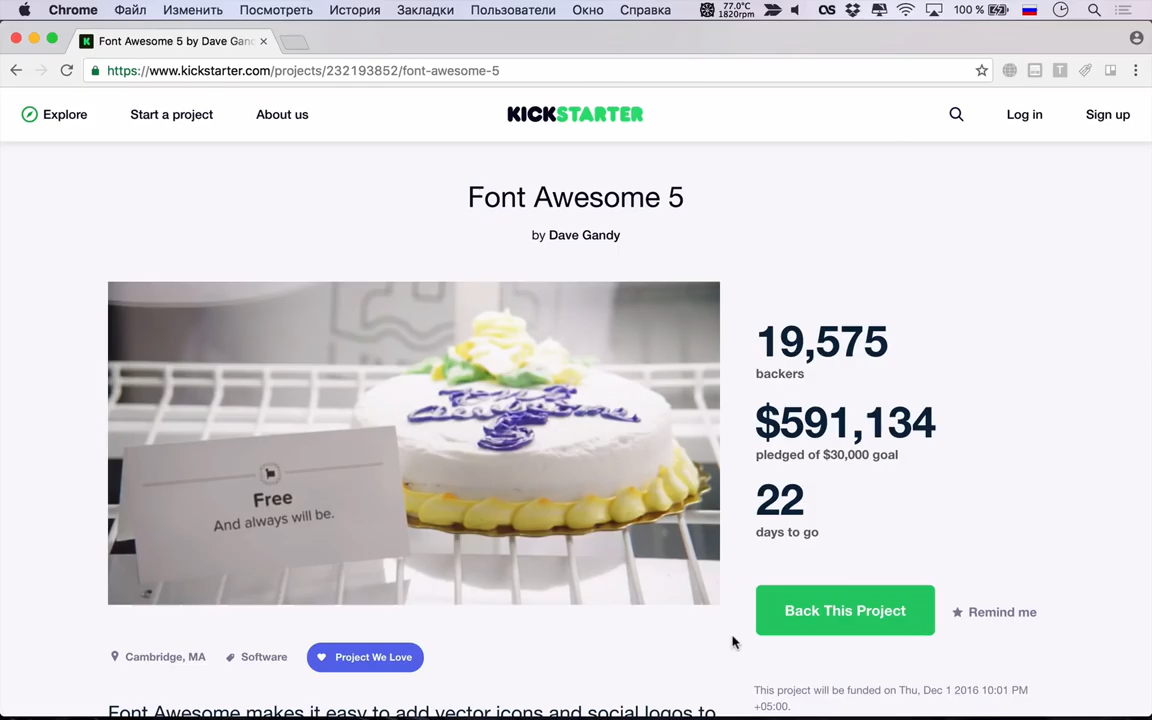 Chrome Файл Изменить Посмотреть История Закладки Пользователи Окно Справка 77.0°C 1820rpm 100 %
Font Awesome 5 by Dave Gand
https://www.kickstarter.com/projects/232193852/font-awesome-5
Explore Start a project About us KICKSTARTER Log in Sign up
Font Awesome 5
by Dave Gandy
19,575
backers
$591,134
pledged of $30,000 goal
22
days to go
Free
And always will be.
Back This Project Remind me
Cambridge, MA Software Project We Love
This project will be funded on Thu, Dec 1 2016 10:01 PM
+05:00.
Font Awesome makes it easy to add vector icons and social logos to